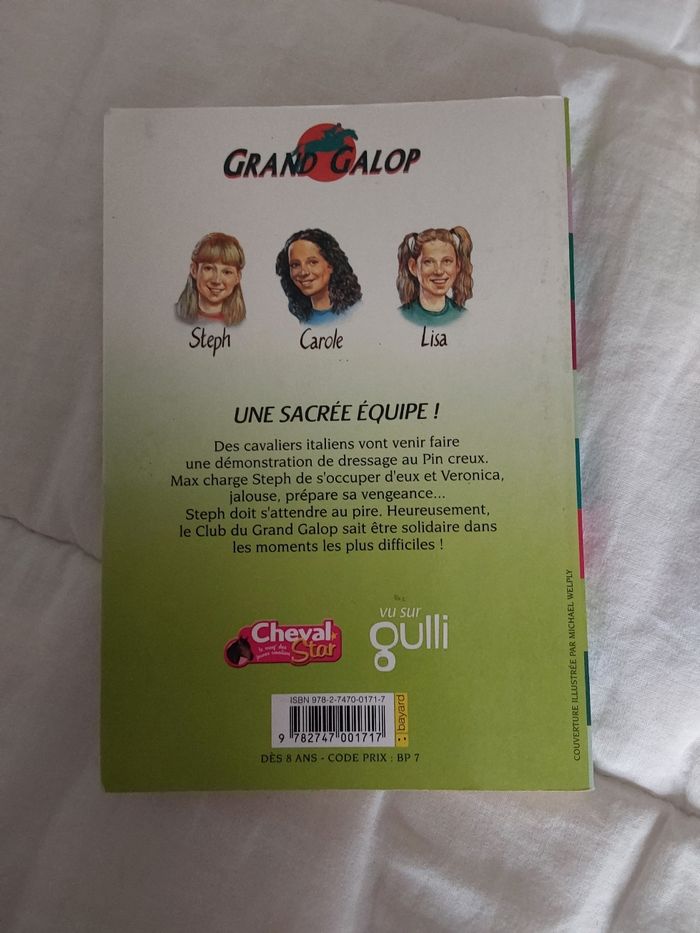 GRAND GALOP
Steph
Carole
Lisa
UNE SACRÉE ÉQUIPE !
Des cavaliers italiens vont venir faire
une démonstration de dressage au Pin creux.
Max charge Steph de s'occuper d'eux et Veronica,
jalouse, prépare sa vengeance...
Steph doit s'attendre au pire. Heureusement,
le Club du Grand Galop sait être solidaire dans
les moments les plus difficiles !
Cheval
Star
vu sur
gulli
ISBN 978-2-7470-0171-7
9 782747 001717
bayard
DÈS 8 ANS - CODE PRIX : BP 7
COUVERTURE ILLUSTRÉE PAR MICHAEL WELPLY